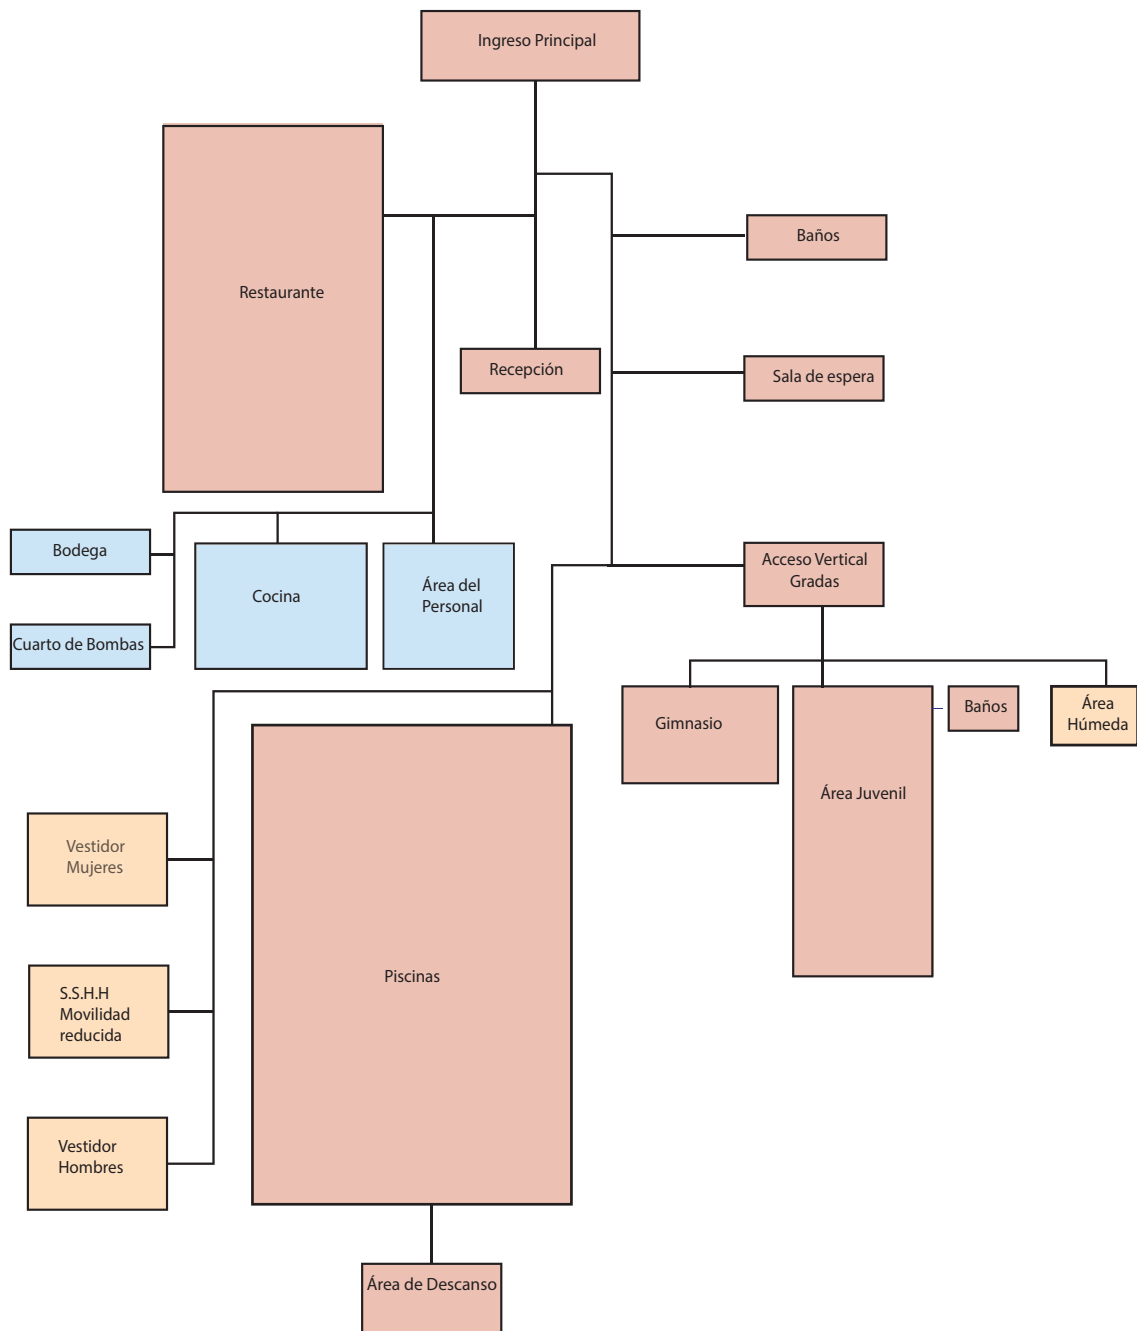 Ingreso Principal
Restaurante
Baños
Recepción
Sala de espera
Bodega
Cocina
Área del
Personal
Cuarto de Bombas
Acceso Vertical
Gradas
Gimnasio
Área Juvenil
Baños
Área
Húmeda
Vestidor
Mujeres
Piscinas
S.S.H.H
Movilidad
reducida
Vestidor
Hombres
Área de Descanso